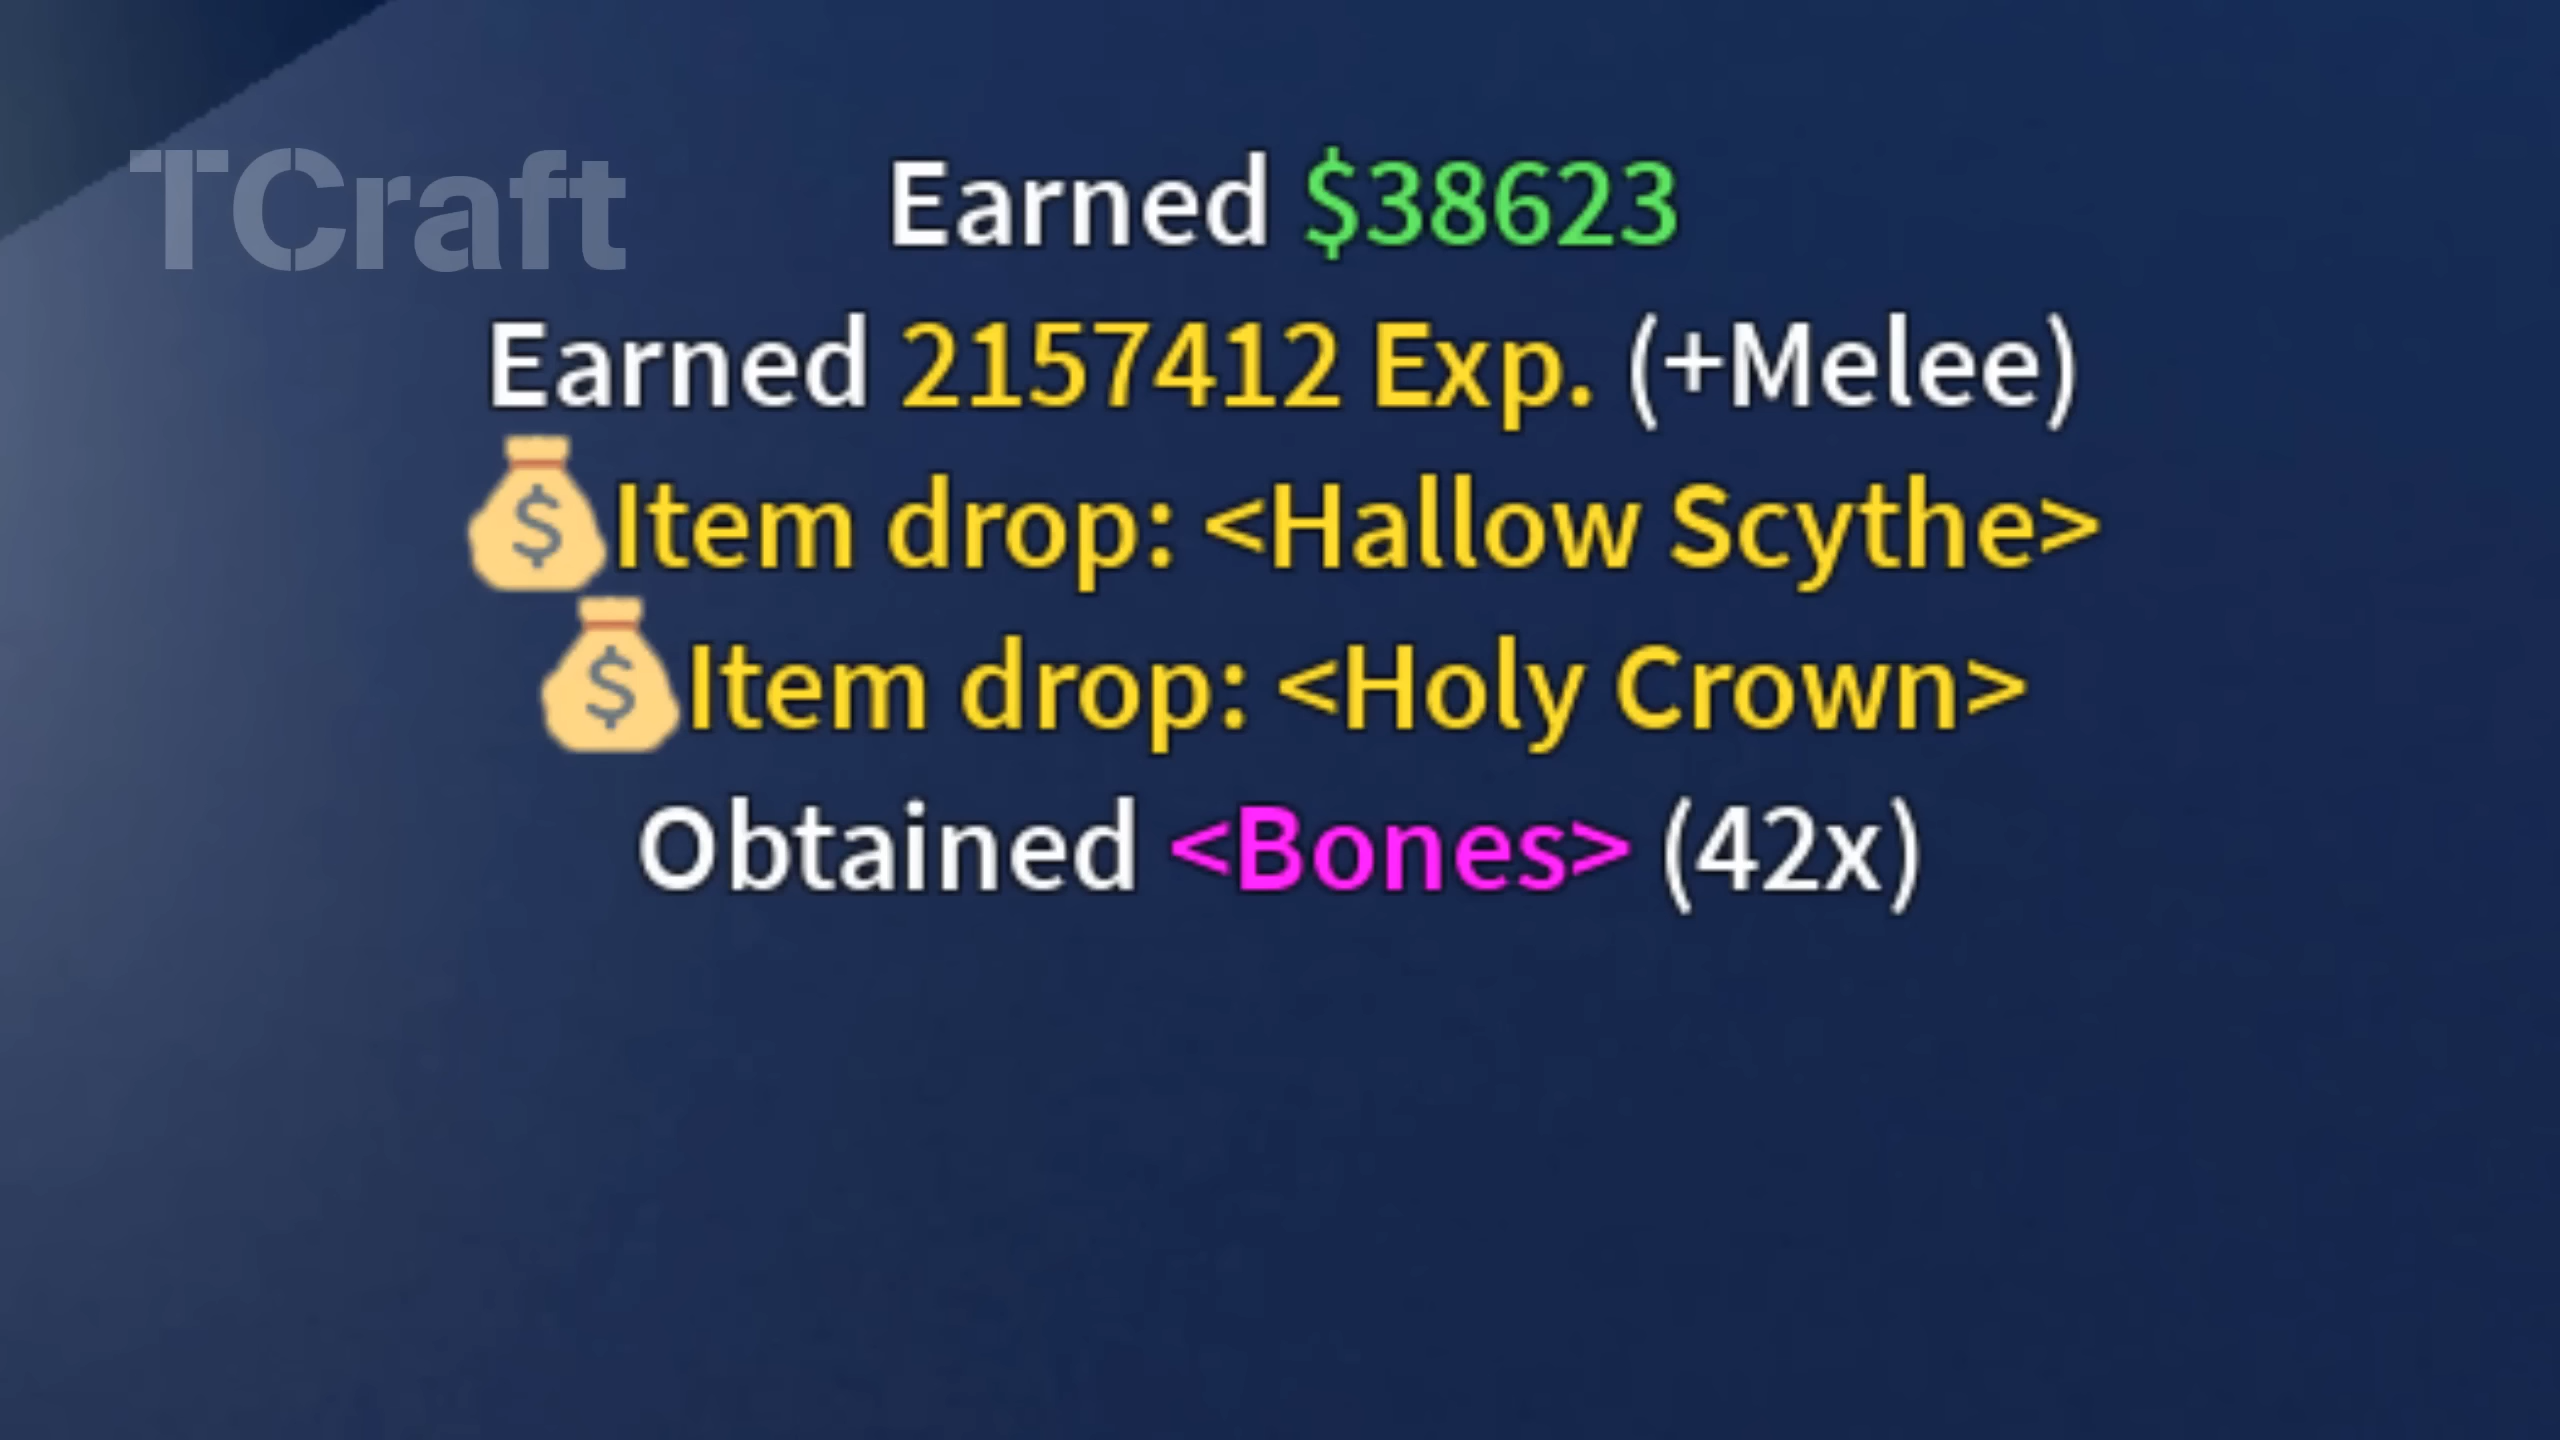 TCraft
Earned $38623
Earned 2157412 Exp. (+Melee)
💰Item drop: <Hallow Scythe>
💰Item drop: <Holy Crown>
Obtained <Bones> (42x)